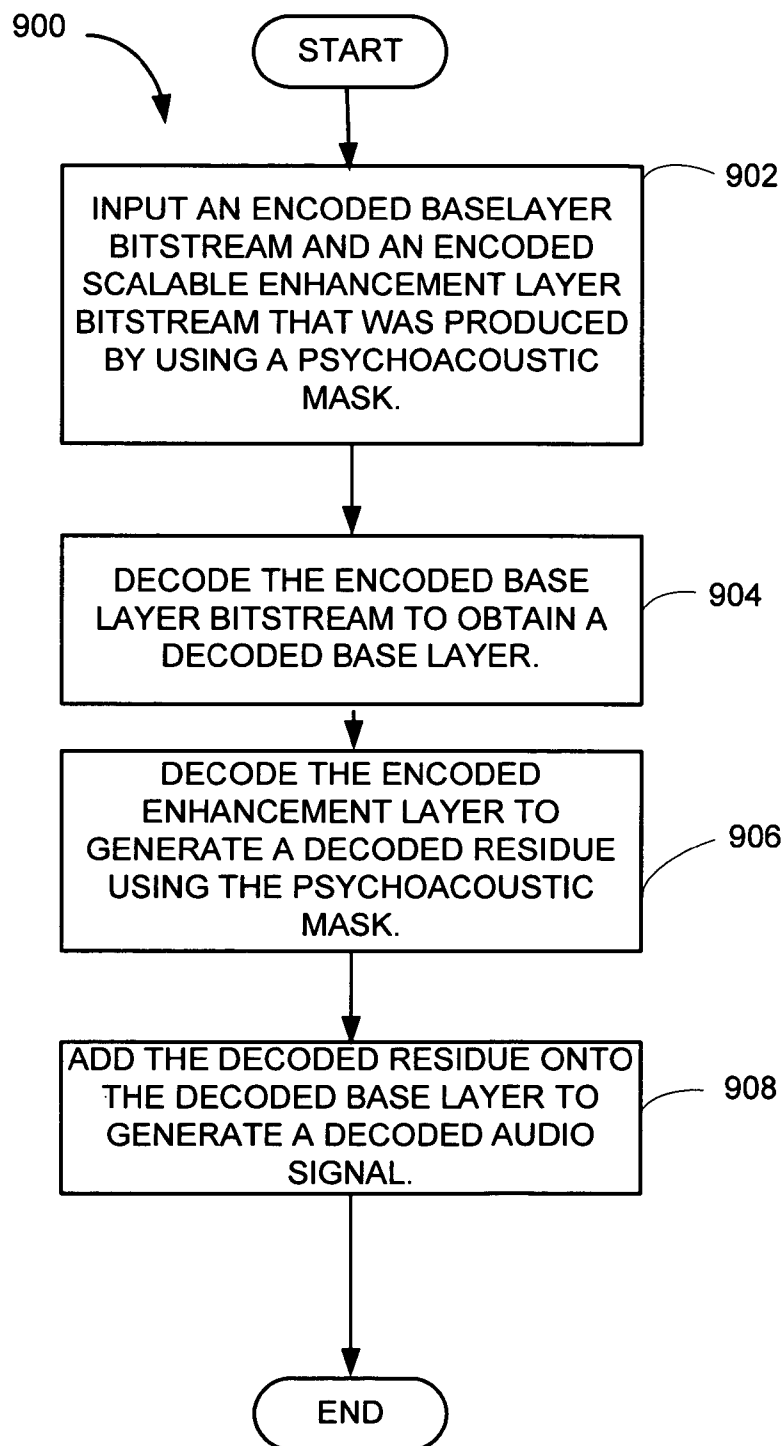 900
START
902
INPUT AN ENCODED BASELAYER
BITSTREAM AND AN ENCODED
SCALABLE ENHANCEMENT LAYER
BITSTREAM THAT WAS PRODUCED
BY USING A PSYCHOACOUSTIC
MASK.
904
DECODE THE ENCODED BASE
LAYER BITSTREAM TO OBTAIN A
DECODED BASE LAYER.
906
DECODE THE ENCODED
ENHANCEMENT LAYER TO
GENERATE A DECODED RESIDUE
USING THE PSYCHOACOUSTIC
MASK.
908
ADD THE DECODED RESIDUE ONTO
THE DECODED BASE LAYER TO
GENERATE A DECODED AUDIO
SIGNAL.
END